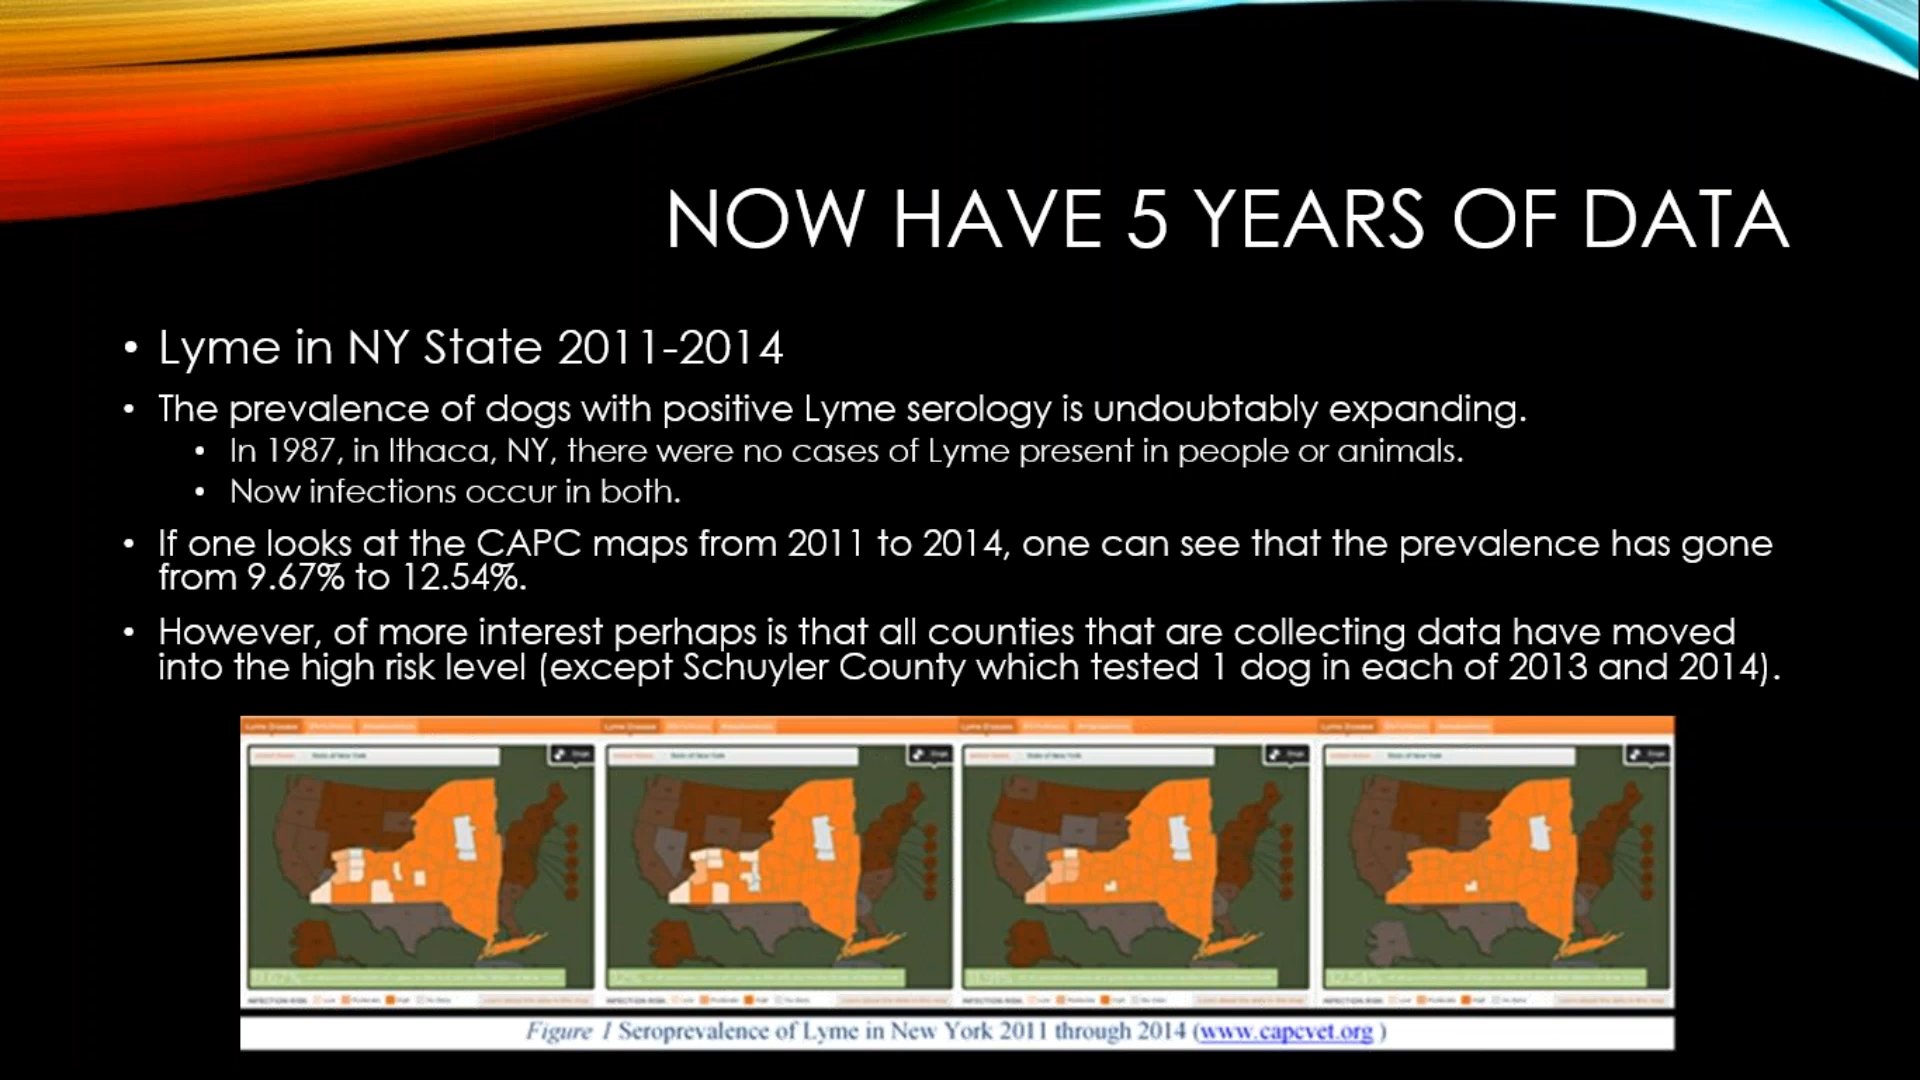 NOW HAVE 5 YEARS OF DATA
• Lyme in NY State 2011-2014
• The prevalence of dogs with positive Lyme serology is undoubtably expanding.
• In 1987, in Ithaca, NY, there were no cases of Lyme present in people or animals.
• Now infections occur in both.
• If one looks at the CAPC maps from 2011 to 2014, one can see that the prevalence has gone
from 9.67% to 12.54%.
• However, of more interest perhaps is that all counties that are collecting data have moved
into the high risk level (except Schuyler County which tested 1 dog in each of 2013 and 2014).
Figure 1 Seroprevalence of Lyme in New York 2011 through 2014 (www.capcvet.org )